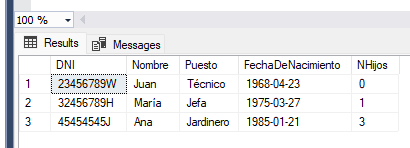 100 %
Results Messages
DNI Nombre Puesto FechaDeNacimiento NHijos
1 23456789W Juan Técnico 1968-04-23 0
2 32456789H María Jefa 1975-03-27 1
3 45454545J Ana Jardinero 1985-01-21 3